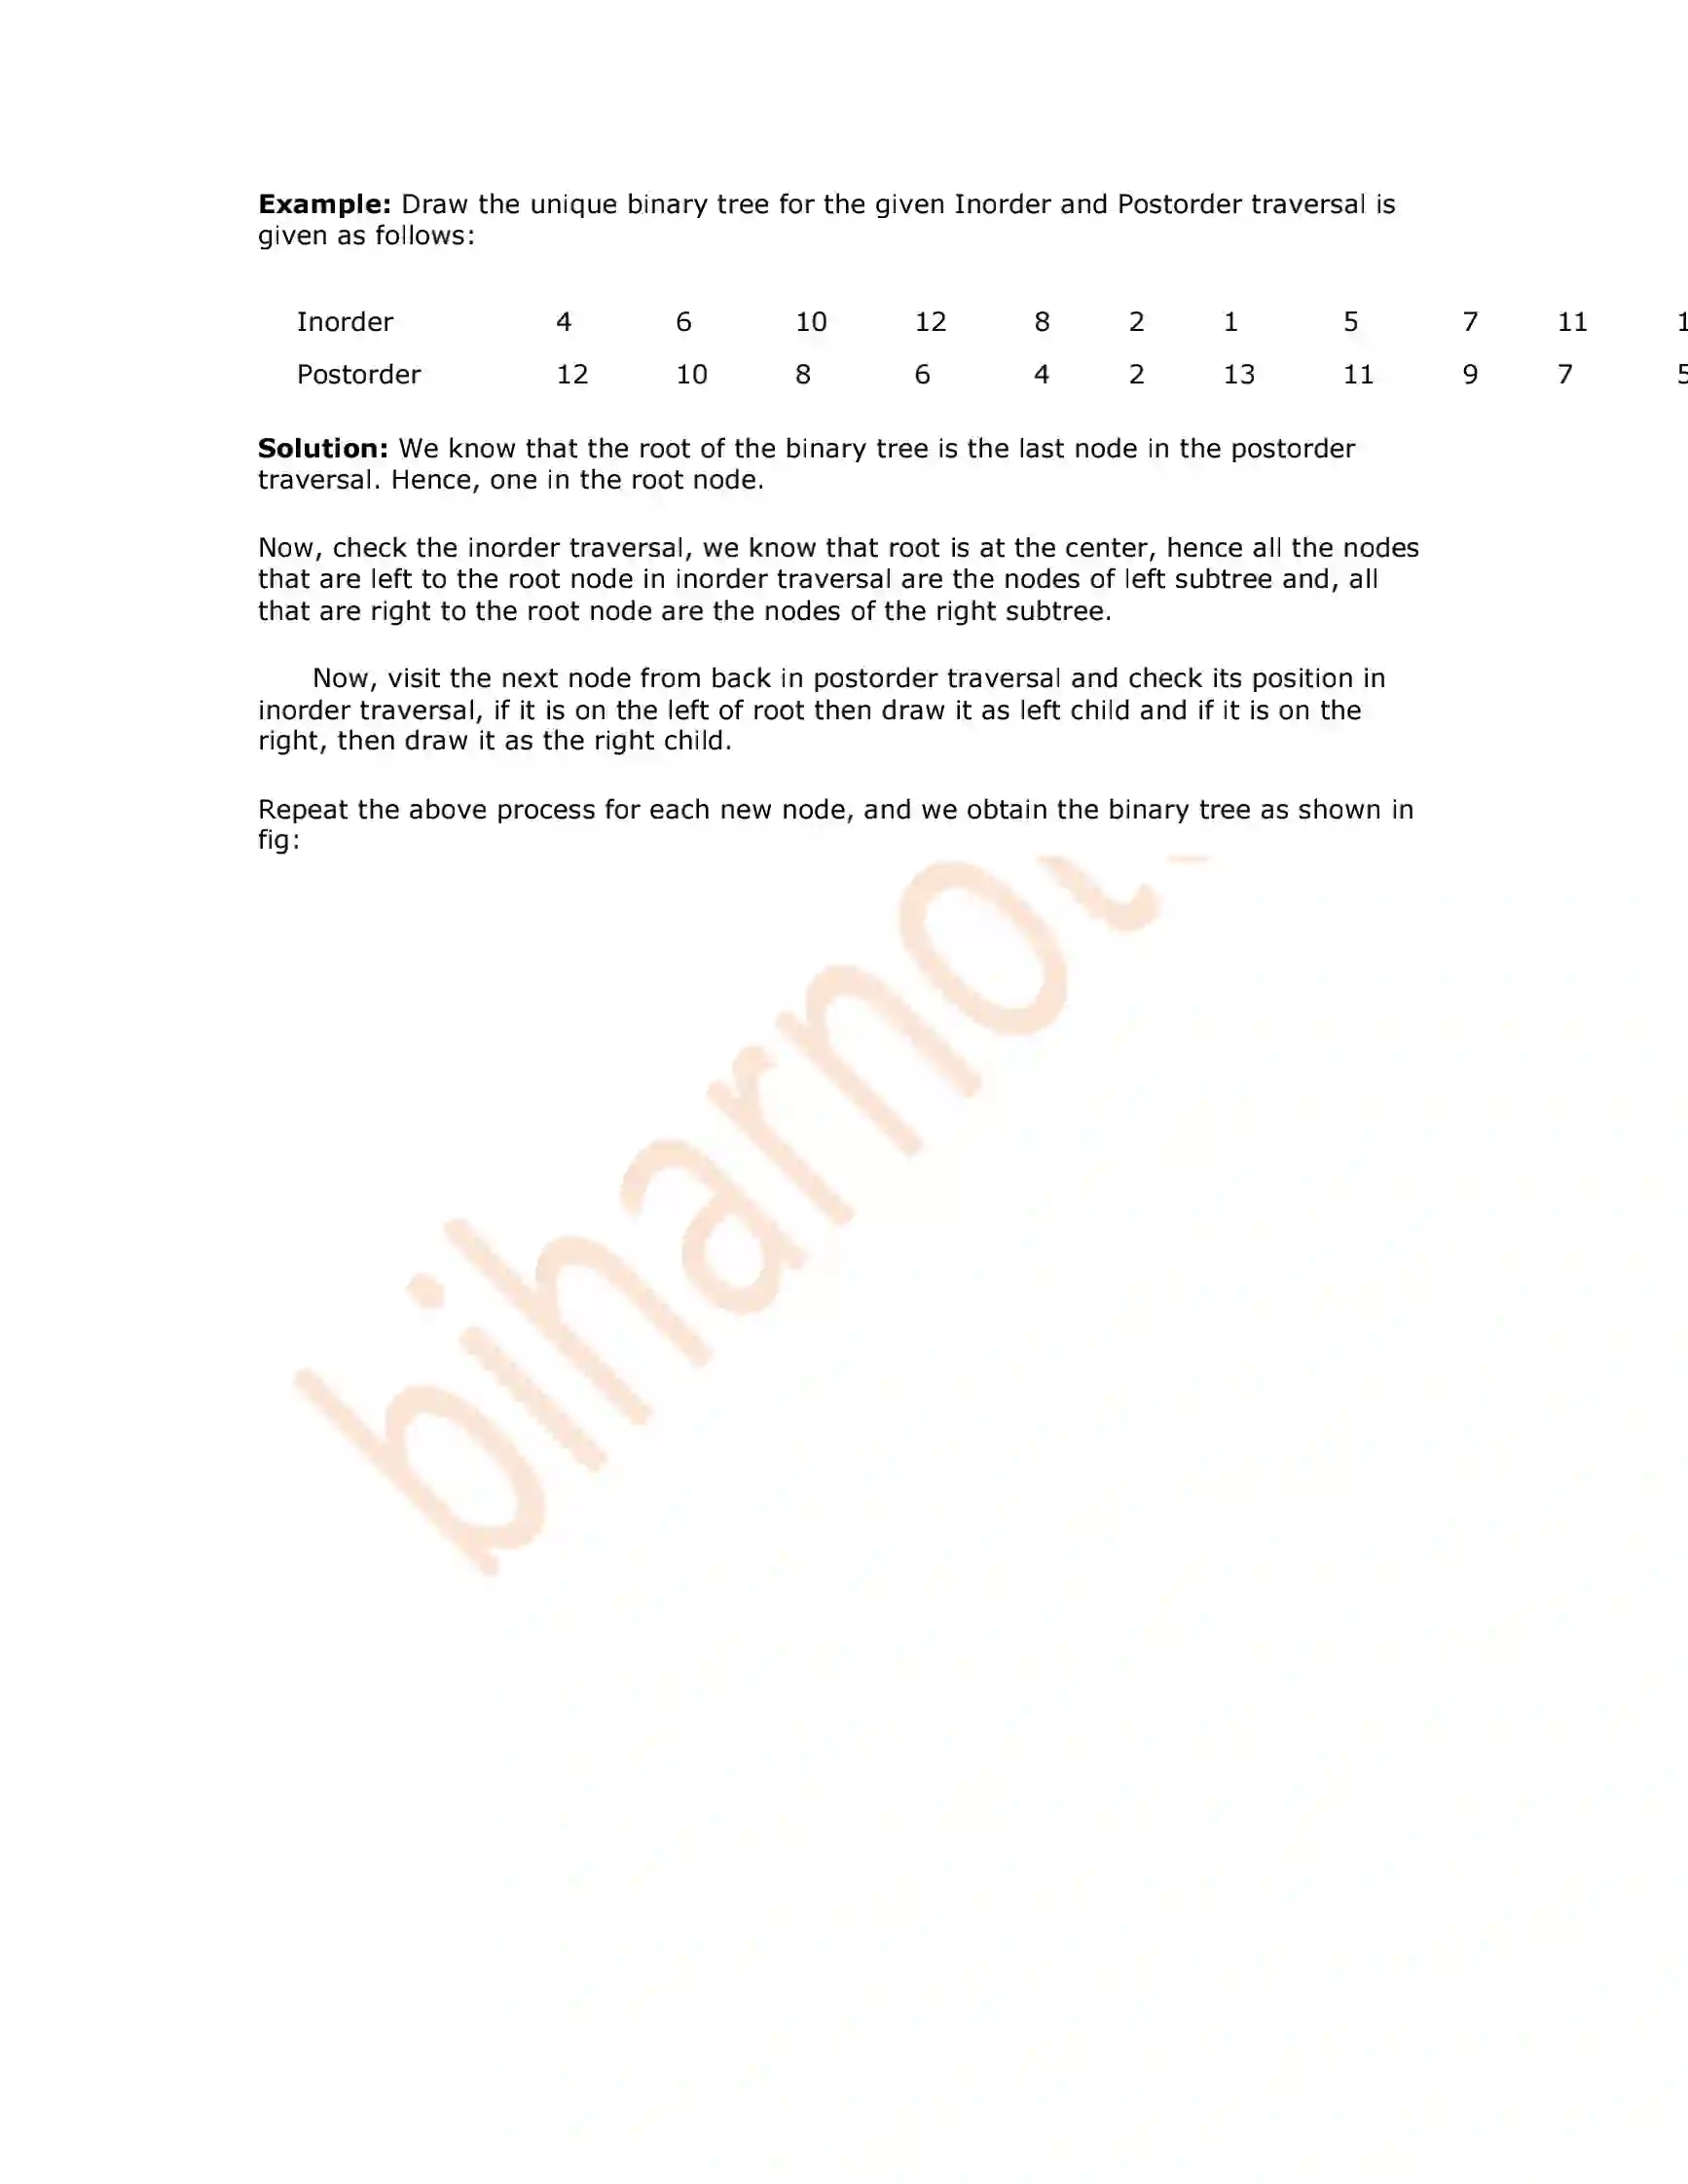 Example: Draw the unique binary tree for the given Inorder and Postorder traversal is
given as follows:
Inorder 4 6 10 12 8 2 1 5 7 11
Postorder 12 10 8 6 4 2 13 11 9 7
Solution: We know that the root of the binary tree is the last node in the postorder
traversal. Hence, one in the root node.
Now, check the inorder traversal, we know that root is at the center, hence all the nodes
that are left to the root node in inorder traversal are the nodes of left subtree and, all
that are right to the root node are the nodes of the right subtree.
Now, visit the next node from back in postorder traversal and check its position in
inorder traversal, if it is on the left of root then draw it as left child and if it is on the
right, then draw it as the right child.
Repeat the above process for each new node, and we obtain the binary tree as shown in
fig: